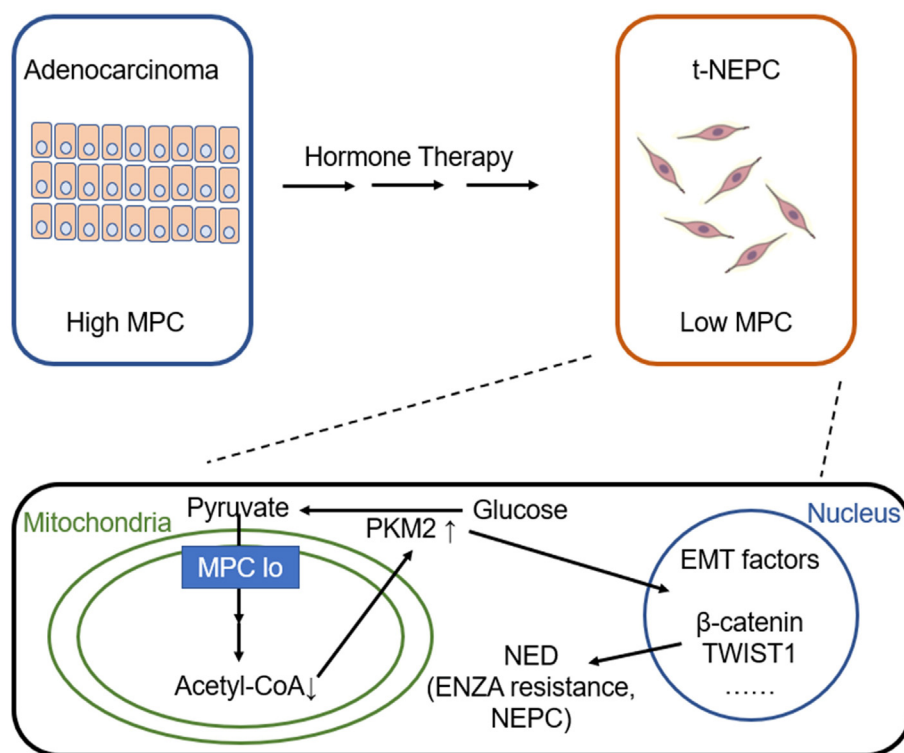 Adenocarcinoma
High MPC
Hormone Therapy
t-NEPC
Low MPC
Mitochondria
Pyruvate
Glucose
PKM2 ↑
MPC lo
Acetyl-CoA↓
Nucleus
EMT factors
β-catenin
TWIST1
......
NED
(ENZA resistance,
NEPC)